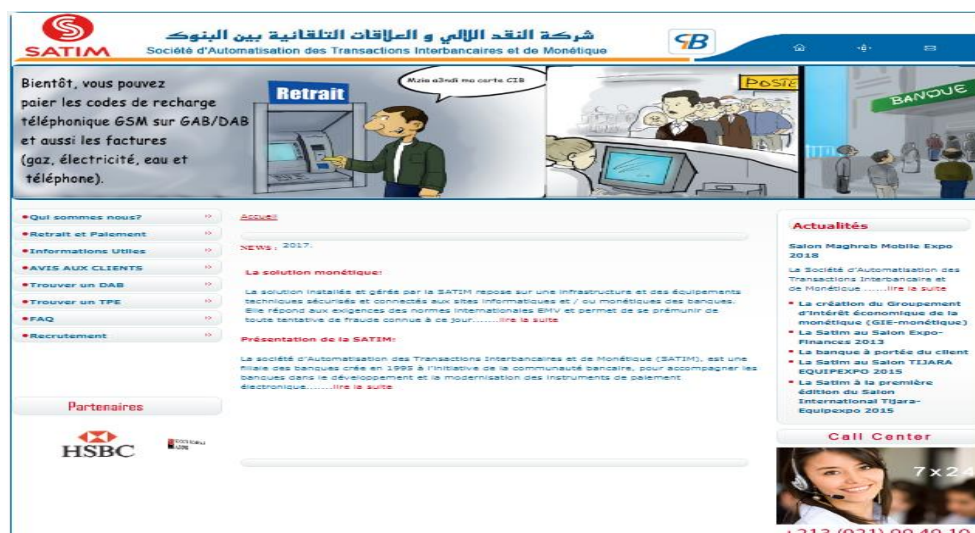 شركة النقد الآلي و العلاقات التلقائية بين البنوك
SATIM
Société d'Automatisation des Transactions Interbancaires et de Monétique
Bientôt, vous pouvez
paier les codes de recharge
téléphonique GSM sur GAB/DAB
et aussi les factures
(gaz, électricité, eau et
téléphone).
Retrait
Mzia a3ndi ma carte CIB
POSTE
BANQUE
Qui sommes nous?
Retrait et Paiement
Informations Utiles
AVIS AUX CLIENTS
Trouver un DAB
Trouver un TPE
FAQ
Recrutement
Partenaires
HSBC
Accueil
NEWS : 2017.
La solution monétique:
La solution installée et gérée par la SATIM repose sur une infrastructure et des équipements
techniques sécurisés et connectés aux sites informatiques et / ou monétiques des banques.
Elle répond aux exigences des normes internationales EMV et permet de se prémunir de
toute tentative de fraude connue à ce jour.......lire la suite
Présentation de la SATIM:
La société d'Automatisation des Transactions Interbancaires et de Monétique (SATIM), est une
filiale des banques crée en 1995 à l'initiative de la communauté bancaire, pour accompagner les
banques dans le développement et la modernisation des instruments de paiement
électronique.......lire la suite
Actualités
Salon Maghreb Mobile Expo
2018
La Société d'Automatisation des
Transactions Interbancaires et
de Monétique ......lire la suite
La création du Groupement
d'Intérêt économique de la
monétique (GIE-monétique)
La Satim au Salon Expo-
Finances 2013
La banque à portée du client
La Satim au Salon TIJARA
EQUIPEXPO 2015
La Satim à la première
édition du Salon
International Tijara-
Equipexpo 2015
Call Center
7x24